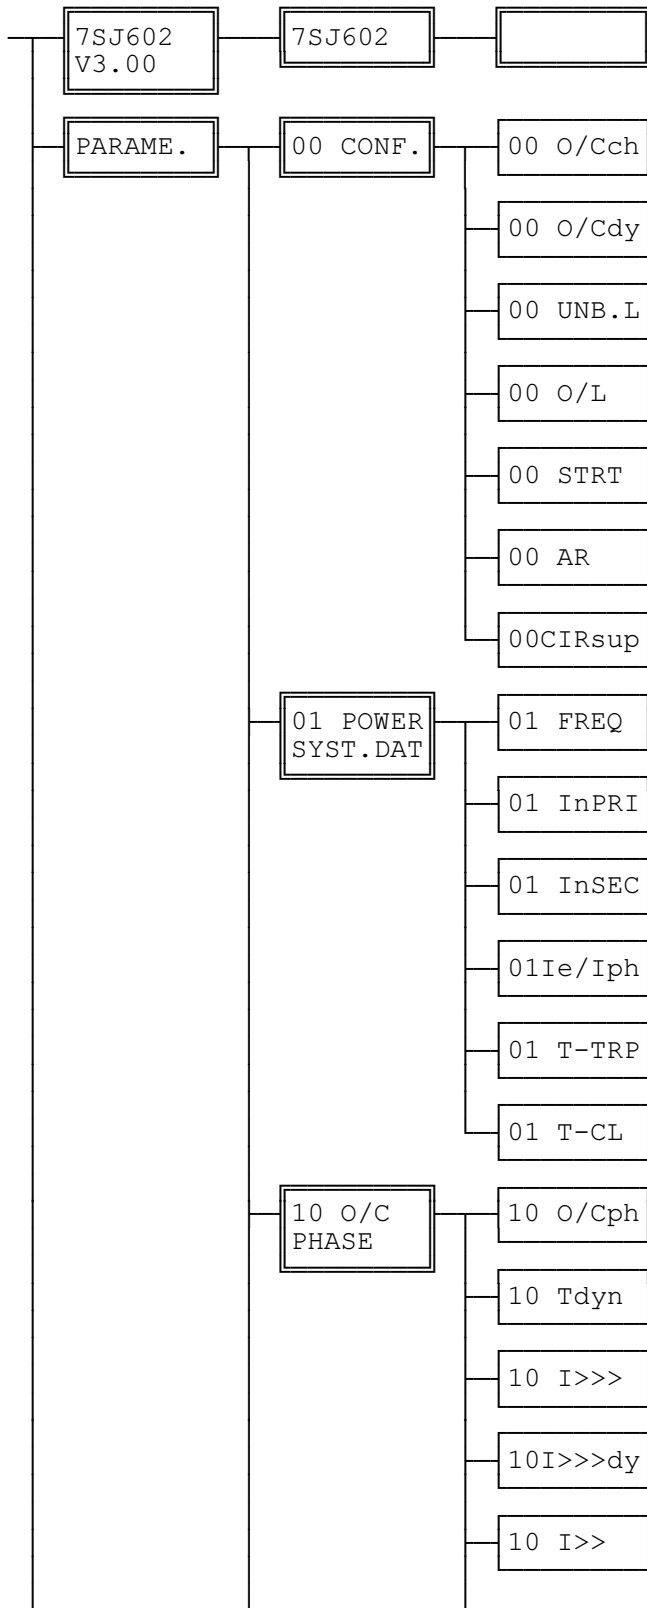 7SJ602
V3.00
7SJ602
PARAME.
00 CONF.
00 O/Cch
00 O/Cdy
00 UNB.L
00 O/L
00 STRT
00 AR
00CIRsup
01 POWER
SYST.DAT
01 FREQ
01 InPRI
01 InSEC
01Ie/Iph
01 T-TRP
01 T-CL
10 O/C
PHASE
10 O/Cph
10 Tdyn
10 I>>>
10I>>>dy
10 I>>